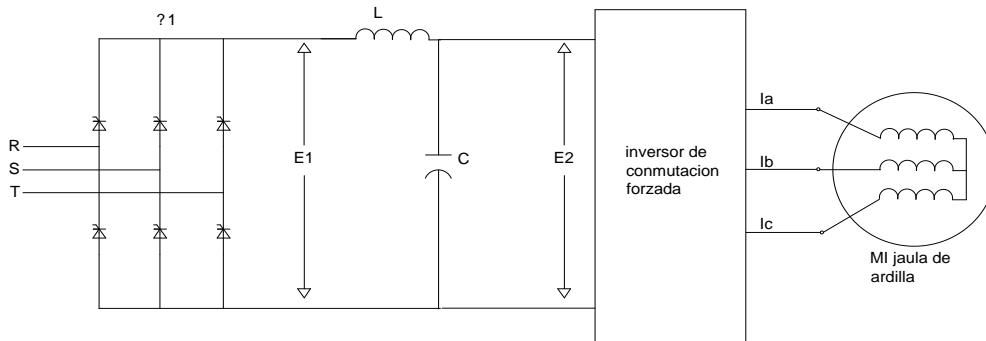 ?1
L
R
S
T
E1
C
E2
inversor de
conmutacion
forzada
Ia
Ib
Ic
MI jaula de
ardilla